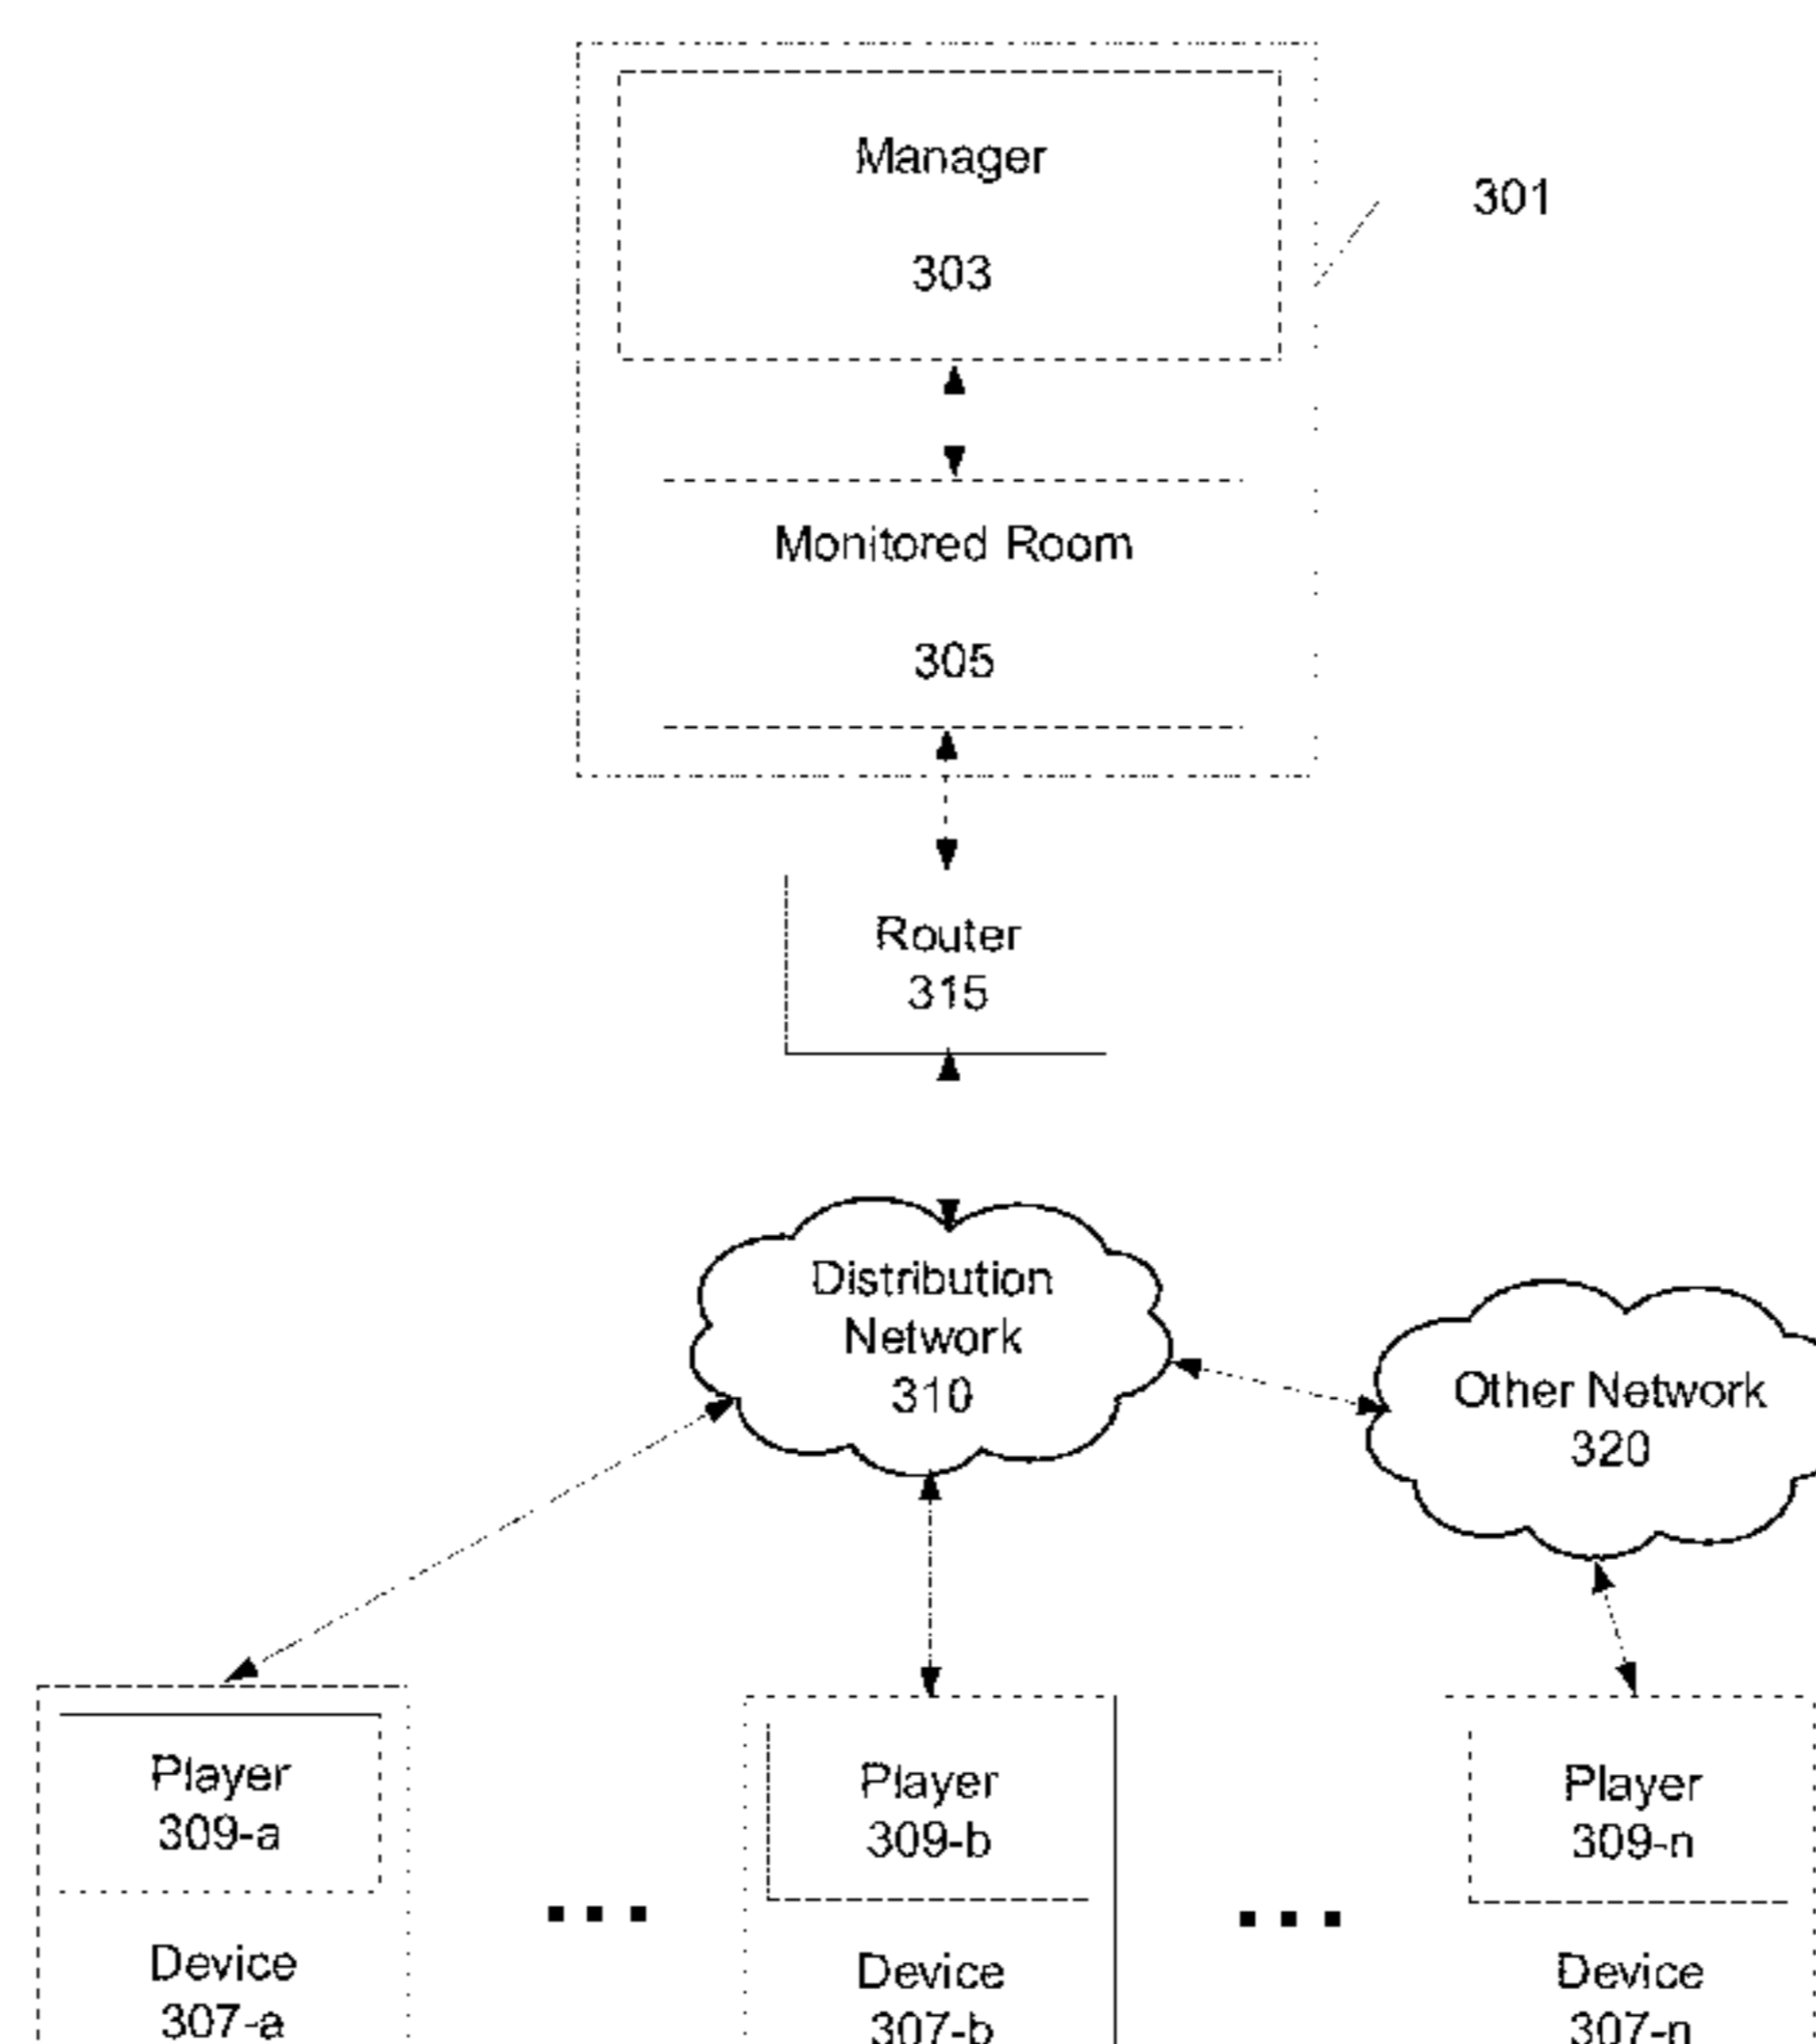 Manager
303
301
Monitored Room
305
Router
315
Distribution
Network
310
Other Network
320
Player
309-a
Player
309-b
Player
309-n
Device
307-a
Device
307-b
Device
307-n